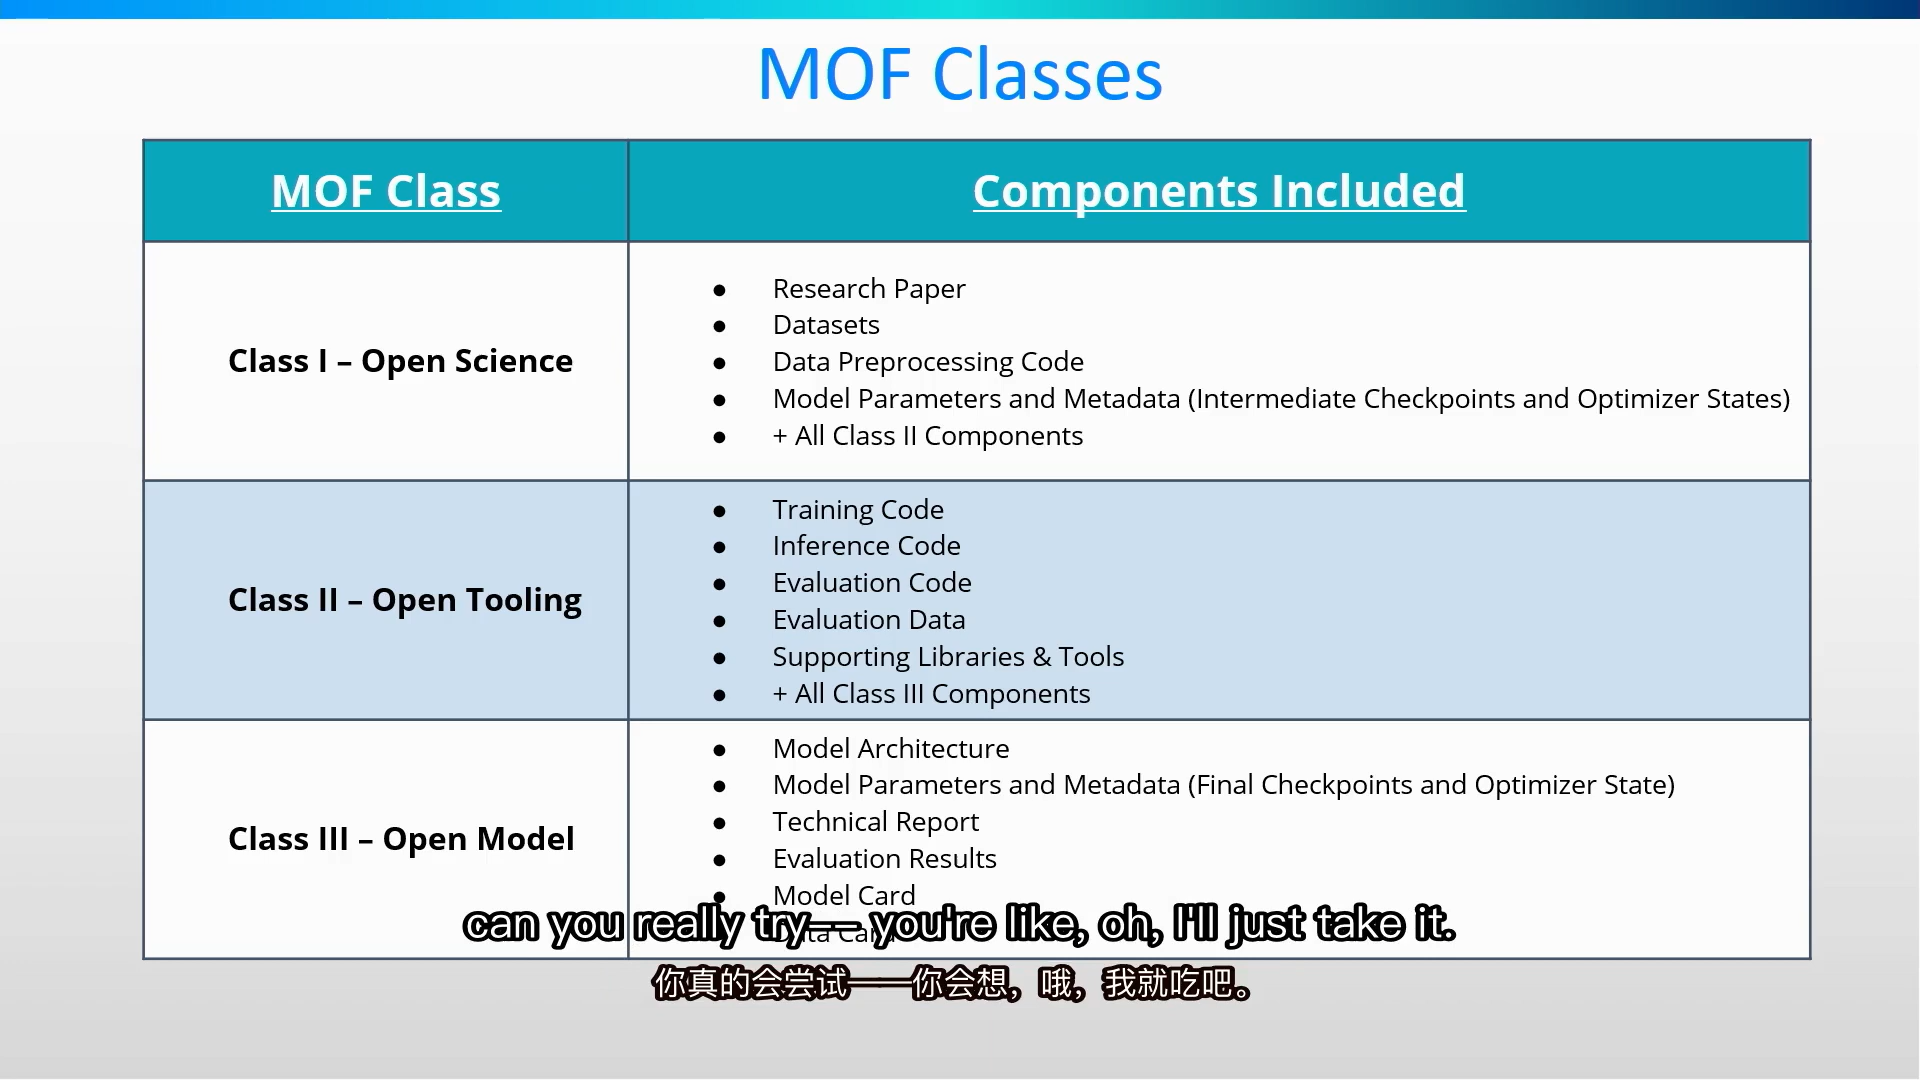 MOF Classes
MOF Class
Components Included
Class I – Open Science
● Research Paper
● Datasets
● Data Preprocessing Code
● Model Parameters and Metadata (Intermediate Checkpoints and Optimizer States)
● + All Class II Components
Class II – Open Tooling
● Training Code
● Inference Code
● Evaluation Code
● Evaluation Data
● Supporting Libraries & Tools
● + All Class III Components
Class III – Open Model
● Model Architecture
● Model Parameters and Metadata (Final Checkpoints and Optimizer State)
● Technical Report
● Evaluation Results
● Model Card
Data Card
can you really try-- you're like, oh, I'll just take it.
你真的会尝试——你会想，哦，我就吃吧。